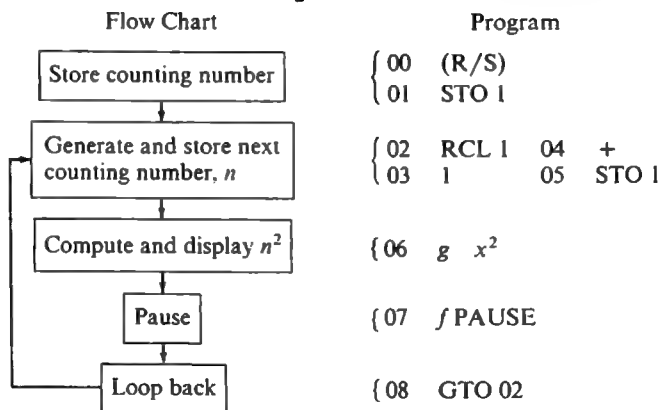 Flow Chart Program
Store counting number { 00 (R/S)
01 STO 1
Generate and store next { 02 RCL 1 04 +
counting number, n 03 1 05 STO 1
Compute and display n² { 06 g x²
Pause { 07 f PAUSE
Loop back { 08 GTO 02